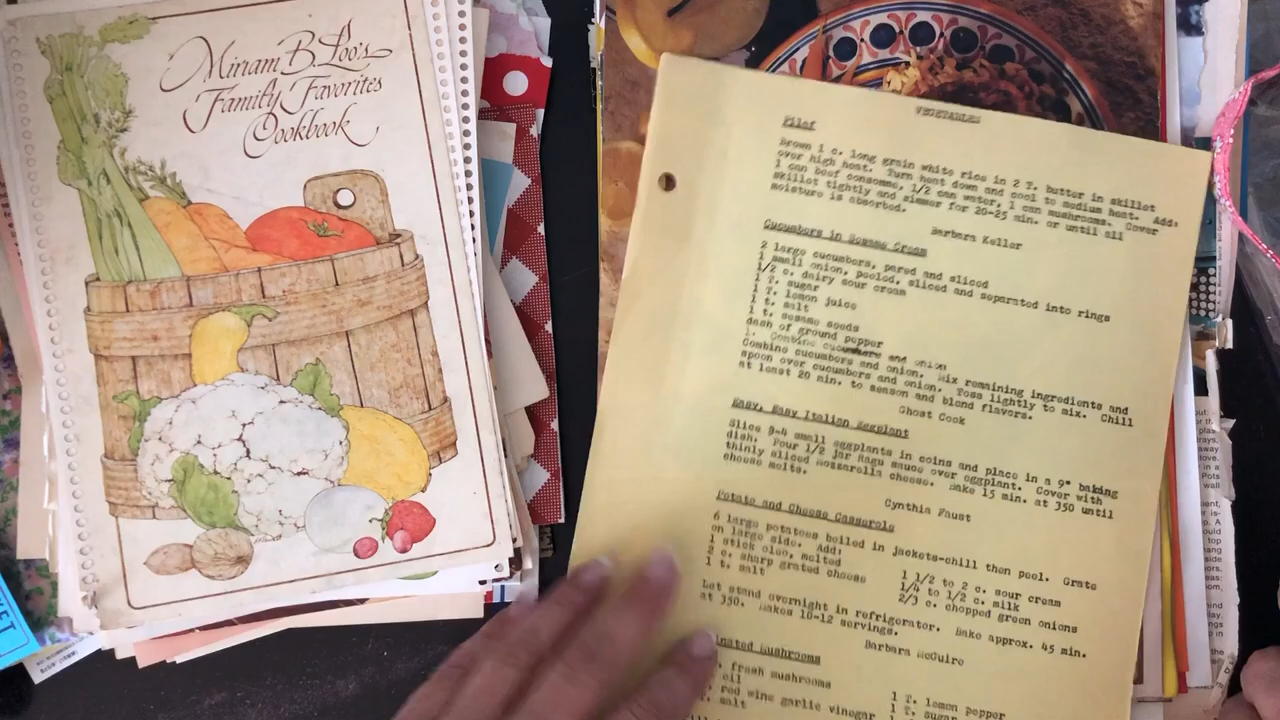 Miriam B. Loo's
Family Favorites
Cookbook
VEGETABLES
Pilaf
Brown 1 c. long grain white rice in 2 T. butter in skillet
over high heat. Turn heat down and cool to medium heat. Add:
1 can beef consomme, 1/2 can water, 1 can mushrooms. Cover
skillet tightly and simmer for 20-25 min. or until all
moisture is absorbed.
Barbara Keller
Cucumbers in Sesame Cream
2 large cucumbers, pared and sliced
1 small onion, peeled, sliced and separated into rings
1/2 c. dairy sour cream
1 T. sugar
1 T. lemon juice
1 t. salt
1 t. sesame seeds
dash of ground pepper
1. Combine cucumbers and onion
Combine cucumbers and onion. Mix remaining ingredients and
spoon over cucumbers and onion. Toss lightly to mix. Chill
at least 20 min. to season and blend flavors.
Ghost Cook
Easy, Easy Italian Eggplant
Slice 3-4 small eggplants in coins and place in a 9" baking
dish. Pour 1/2 jar Ragu sauce over eggplant. Cover with
thinly sliced Mozzarella cheese. Bake 15 min. at 350 until
cheese melts.
Cynthia Faust
Potato and Cheese Casserole
6 large potatoes boiled in jackets-chill then peel. Grate
on large side. Add:
1 stick oleo, melted 1 1/2 to 2 c. sour cream
2 c. sharp grated cheese 1/4 to 1/2 c. milk
1 t. salt 2/3 c. chopped green onions
Let stand overnight in refrigerator. Bake approx. 45 min.
at 350. Makes 10-12 servings.
Barbara McGuire
inated Mushrooms
fresh mushrooms 1 T. lemon pepper
oil 1 T. sugar
red wine garlic vinegar
salt